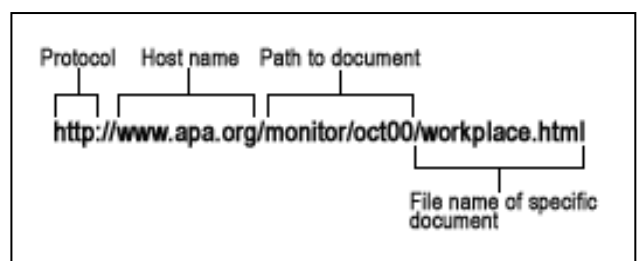 Protocol Host name Path to document
http://www.apa.org/monitor/oct00/workplace.html
File name of specific
document